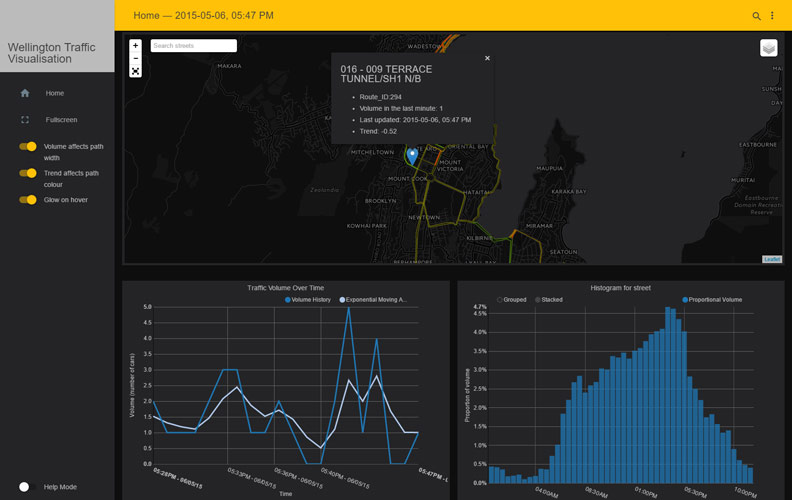 Wellington Traffic
Visualisation
Home
Fullscreen
Volume affects path
width
Trend affects path
colour
Glow on hover
Help Mode
Home — 2015-05-06, 05:47 PM
+
−
Search streets
016 - 009 TERRACE
TUNNEL/SH1 N/B
Route_ID:294
Volume in the last minute: 1
Last updated: 2015-05-06, 05:47 PM
Trend: -0.52
×
WADESTOWN
MAKARA
MITCHELTOWN
ORIENTAL BAY
MOUNT
VICTORIA
MOUNT COOK
Zealandia
BROOKLYN
HATAITAI
NEWTOWN
KOWHAI PARK
KILBIRNIE
MAUPUIA
KARAKA BAY
MIRAMAR
SEATOUN
EASTBOURNE
MURITAI
Eastbourne
Domain Recreation
Reserve
Leaflet
Traffic Volume Over Time
Volume History
Exponential Moving A...
Volume (number of cars)
5.0
4.5
4.0
3.5
3.0
2.5
2.0
1.5
1.0
0.5
0.0
05:28PM - 06/05/15
05:33PM - 06/05/15
05:36PM - 06/05/15
05:40PM - 06/05/15
05:47PM - 0
Time
Histogram for street
Grouped
Stacked
Proportional Volume
Proportion of volume
4.7%
4.5%
4.0%
3.5%
3.0%
2.5%
2.0%
1.5%
1.0%
0.5%
0.0%
04:00AM
08:30AM
01:00PM
05:30PM
10:00PM